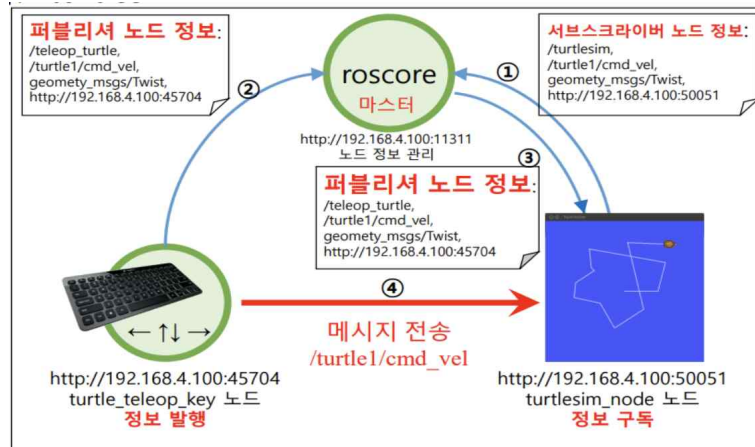 퍼블리셔 노드 정보:
/teleop_turtle,
/turtle1/cmd_vel,
geomety_msgs/Twist,
http://192.168.4.100:45704
②
roscore
마스터
http://192.168.4.100:11311
노드 정보 관리
①
서브스크라이버 노드 정보:
/turtlesim,
/turtle1/cmd_vel,
geomety_msgs/Twist,
http://192.168.4.100:50051
③
퍼블리셔 노드 정보:
/teleop_turtle,
/turtle1/cmd_vel,
geomety_msgs/Twist,
http://192.168.4.100:45704
← ↑↓ →
④
메시지 전송
/turtle1/cmd_vel
http://192.168.4.100:45704
turtle_teleop_key 노드
정보 발행
http://192.168.4.100:50051
turtlesim_node 노드
정보 구독